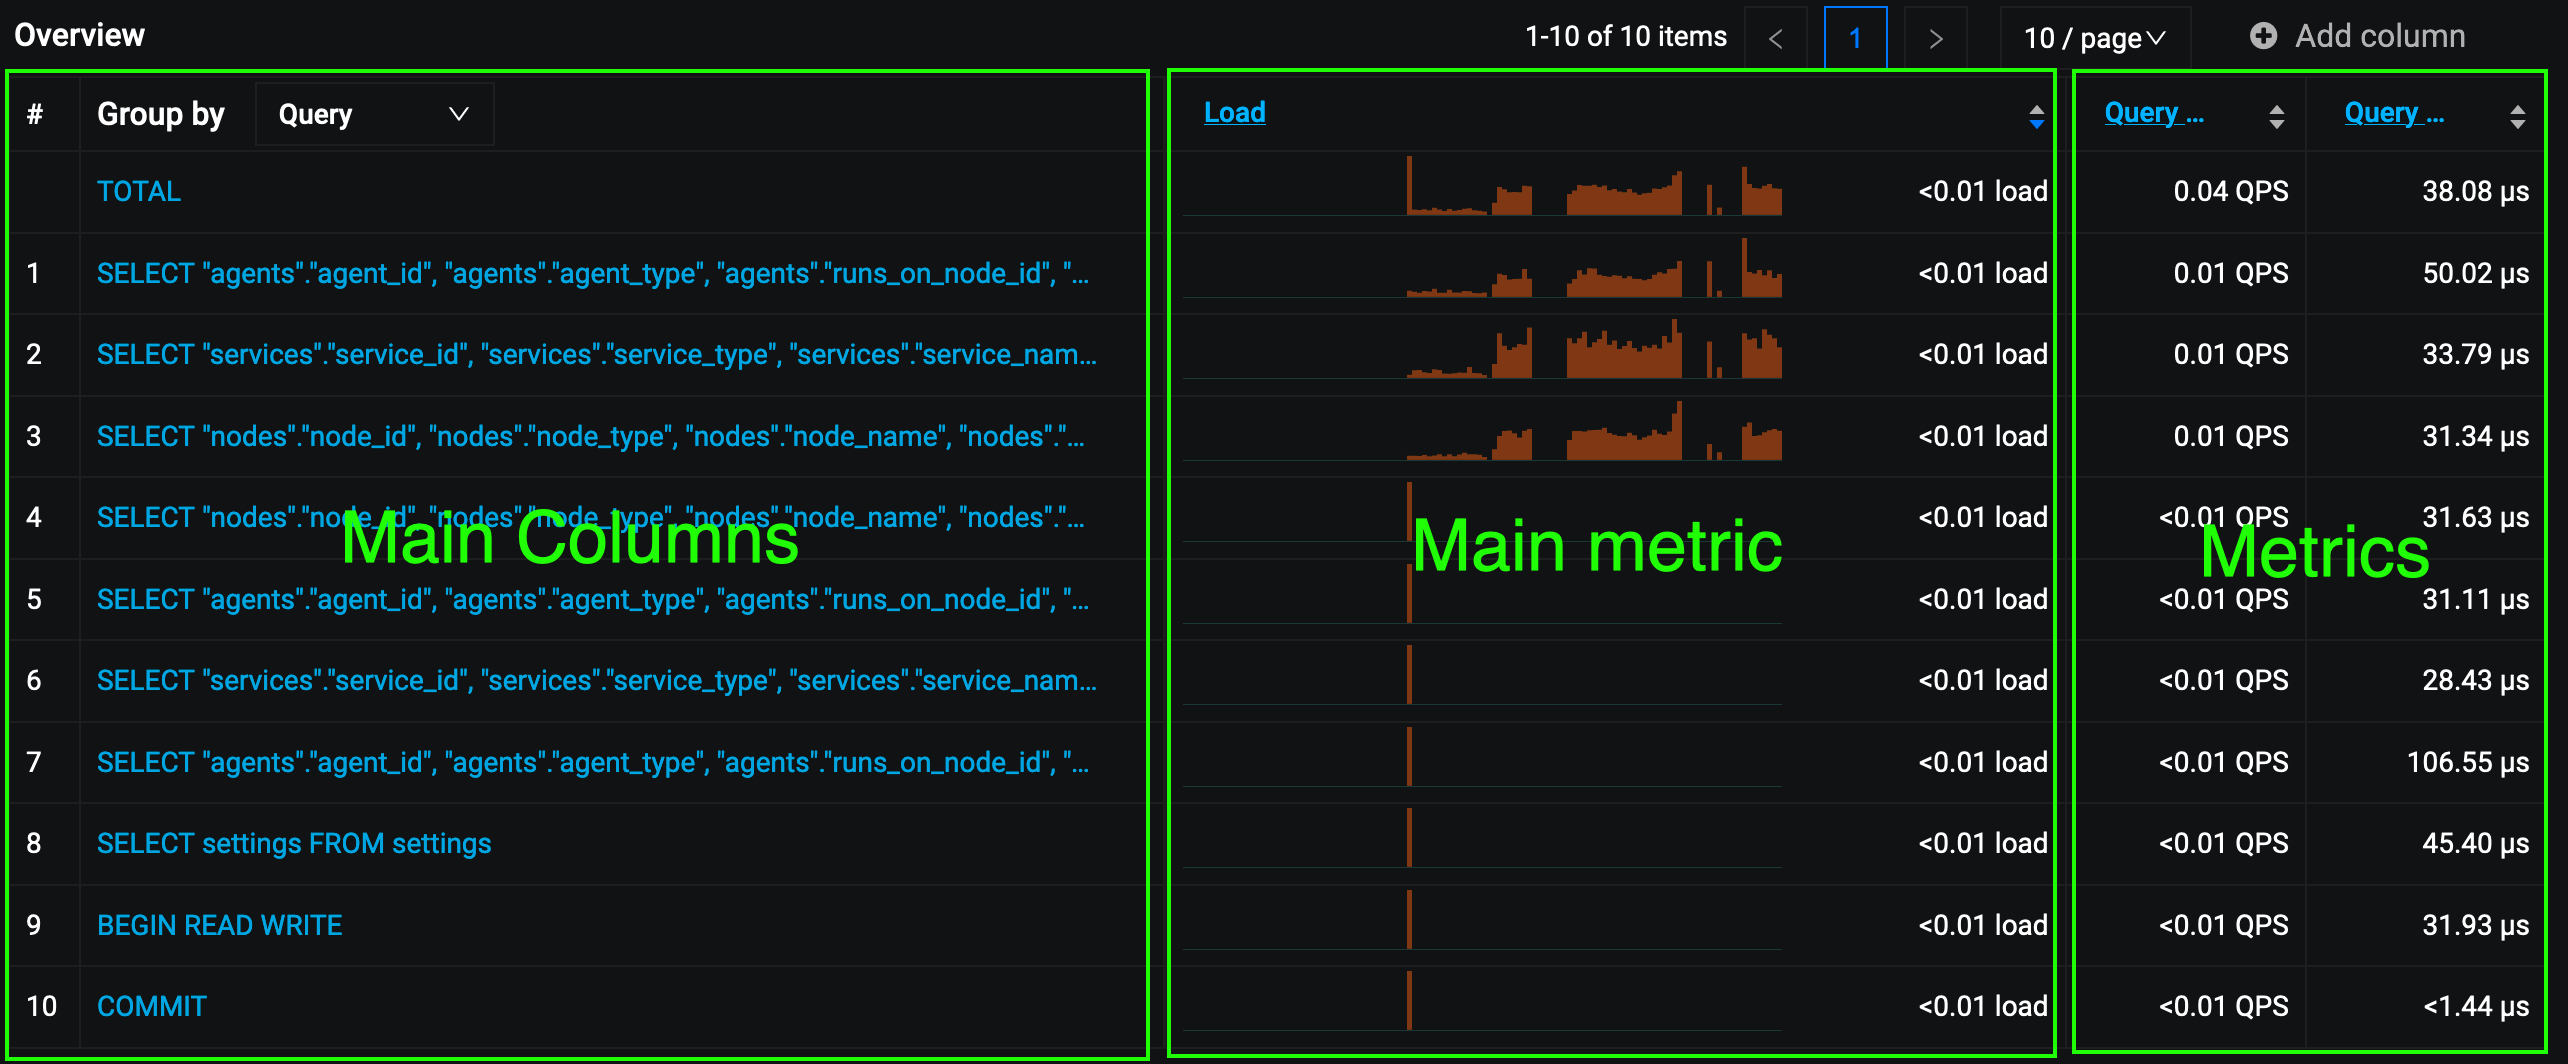 Overview 1-10 of 10 items < 1 > 10 / page Add column
# Group by Query Load Query ... Query ...
TOTAL <0.01 load 0.04 QPS 38.08 µs
1 SELECT "agents"."agent_id", "agents"."agent_type", "agents"."runs_on_node_id", "... <0.01 load 0.01 QPS 50.02 µs
2 SELECT "services"."service_id", "services"."service_type", "services"."service_nam... <0.01 load 0.01 QPS 33.79 µs
3 SELECT "nodes"."node_id", "nodes"."node_type", "nodes"."node_name", "nodes"."... <0.01 load 0.01 QPS 31.34 µs
4 SELECT "nodes"."node_id", "nodes"."node_type", "nodes"."node_name", "nodes"."... <0.01 load <0.01 QPS 31.63 µs
Main Columns Main metric Metrics
5 SELECT "agents"."agent_id", "agents"."agent_type", "agents"."runs_on_node_id", "... <0.01 load <0.01 QPS 31.11 µs
6 SELECT "services"."service_id", "services"."service_type", "services"."service_nam... <0.01 load <0.01 QPS 28.43 µs
7 SELECT "agents"."agent_id", "agents"."agent_type", "agents"."runs_on_node_id", "... <0.01 load <0.01 QPS 106.55 µs
8 SELECT settings FROM settings <0.01 load <0.01 QPS 45.40 µs
9 BEGIN READ WRITE <0.01 load <0.01 QPS 31.93 µs
10 COMMIT <0.01 load <0.01 QPS <1.44 µs